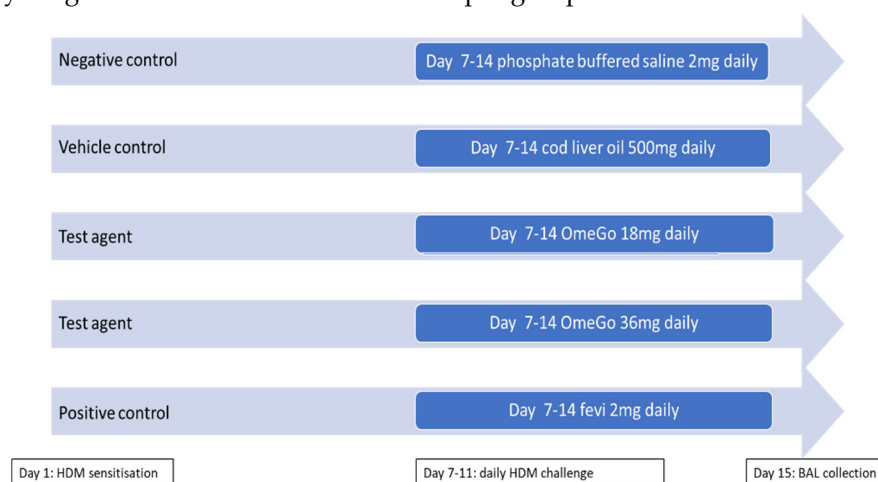 Negative control
Day 7-14 phosphate buffered saline 2mg daily
Vehicle control
Day 7-14 cod liver oil 500mg daily
Test agent
Day 7-14 OmeGo 18mg daily
Test agent
Day 7-14 OmeGo 36mg daily
Positive control
Day 7-14 fevi 2mg daily
Day 1: HDM sensitisation
Day 7-11: daily HDM challenge
Day 15: BAL collection